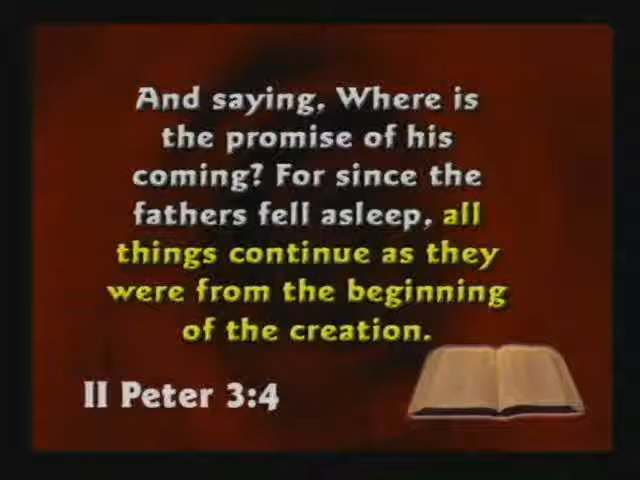 And saying, Where is
the promise of his
coming? For since the
fathers fell asleep, all
things continue as they
were from the beginning
of the creation.
II Peter 3:4